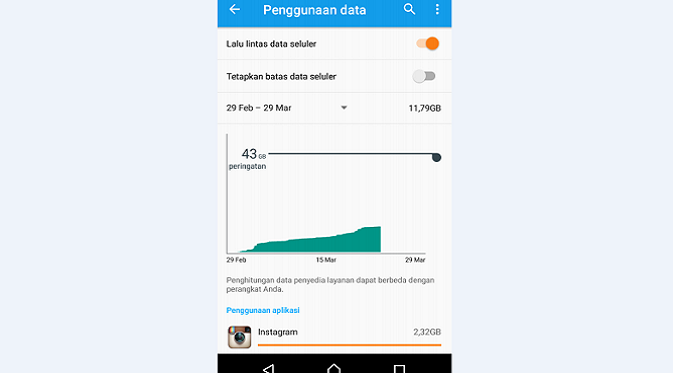 Penggunaan data
Lalu lintas data seluler
Tetapkan batas data seluler
29 Feb – 29 Mar 11,79GB
43 GB
peringatan
29 Feb 15 Mar 29 Mar
Penghitungan data penyedia layanan dapat berbeda dengan
perangkat Anda.
Penggunaan aplikasi
Instagram 2,32GB